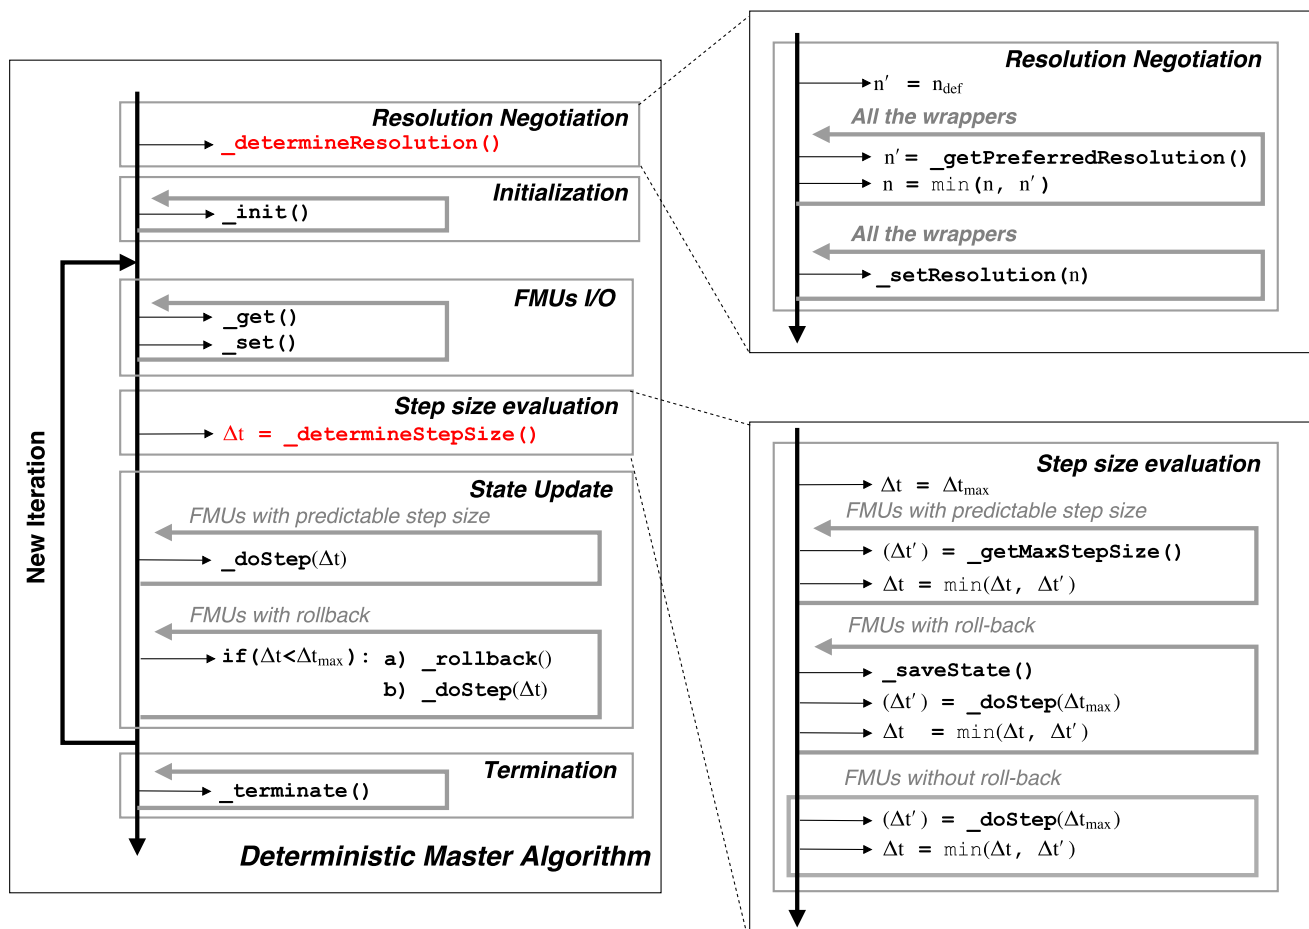 Resolution Negotiation
_determineResolution()
Initialization
_init()
FMUs I/O
_get()
_set()
Step size evaluation
Δt = _determineStepSize()
State Update
FMUs with predictable step size
_doStep(Δt)
FMUs with rollback
if(Δt<Δtmax): a) _rollback()
b) _doStep(Δt)
New Iteration
Termination
_terminate()
Deterministic Master Algorithm
Resolution Negotiation
n′ = ndef
All the wrappers
n′= _getPreferredResolution()
n = min(n, n′)
All the wrappers
_setResolution(n)
Step size evaluation
Δt = Δtmax
FMUs with predictable step size
(Δt′) = _getMaxStepSize()
Δt = min(Δt, Δt′)
FMUs with roll-back
_saveState()
(Δt′) = _doStep(Δtmax)
Δt = min(Δt, Δt′)
FMUs without roll-back
(Δt′) = _doStep(Δtmax)
Δt = min(Δt, Δt′)